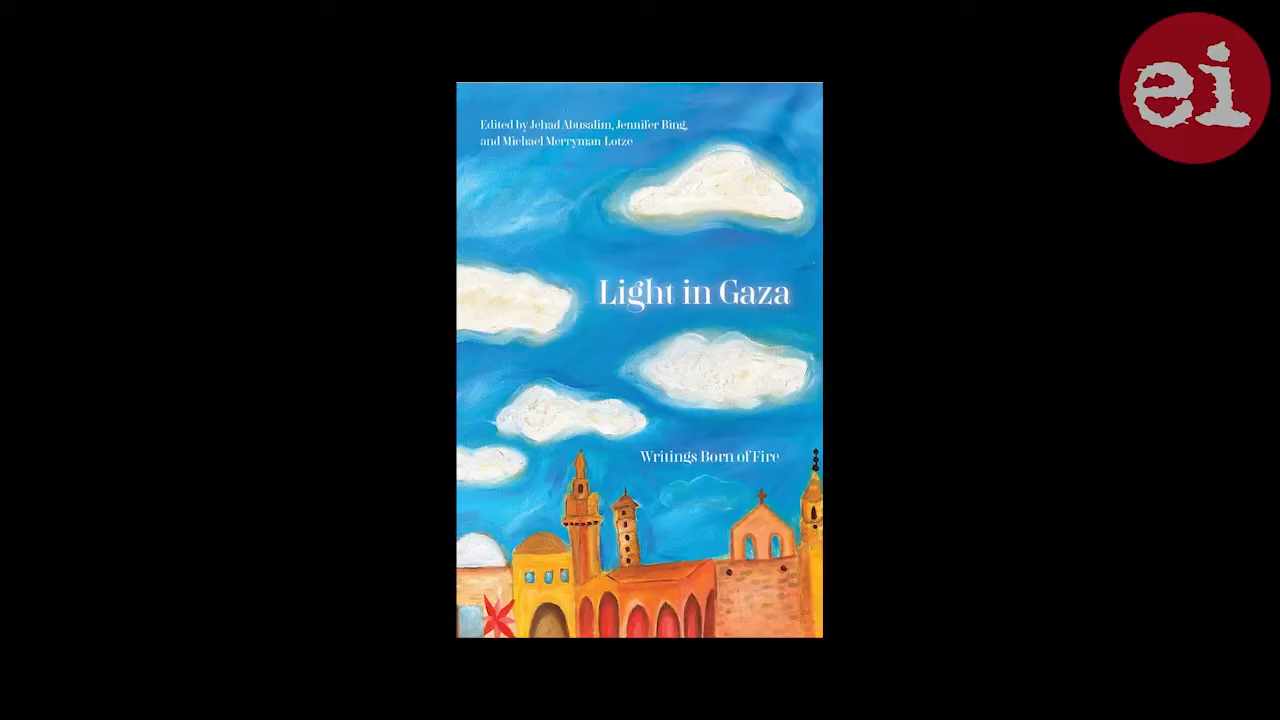 Edited by Jehad Abusalim, Jennifer Bing,
and Michael Merryman-Lotze
Light in Gaza
Writings Born of Fire
ei